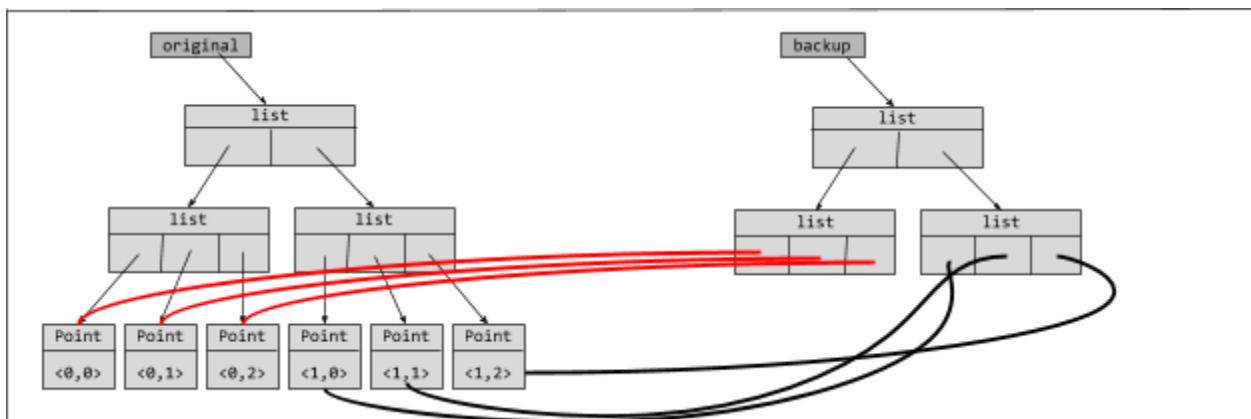 original backup
list list
list list list list
Point Point Point Point Point Point
<0,0> <0,1> <0,2> <1,0> <1,1> <1,2>